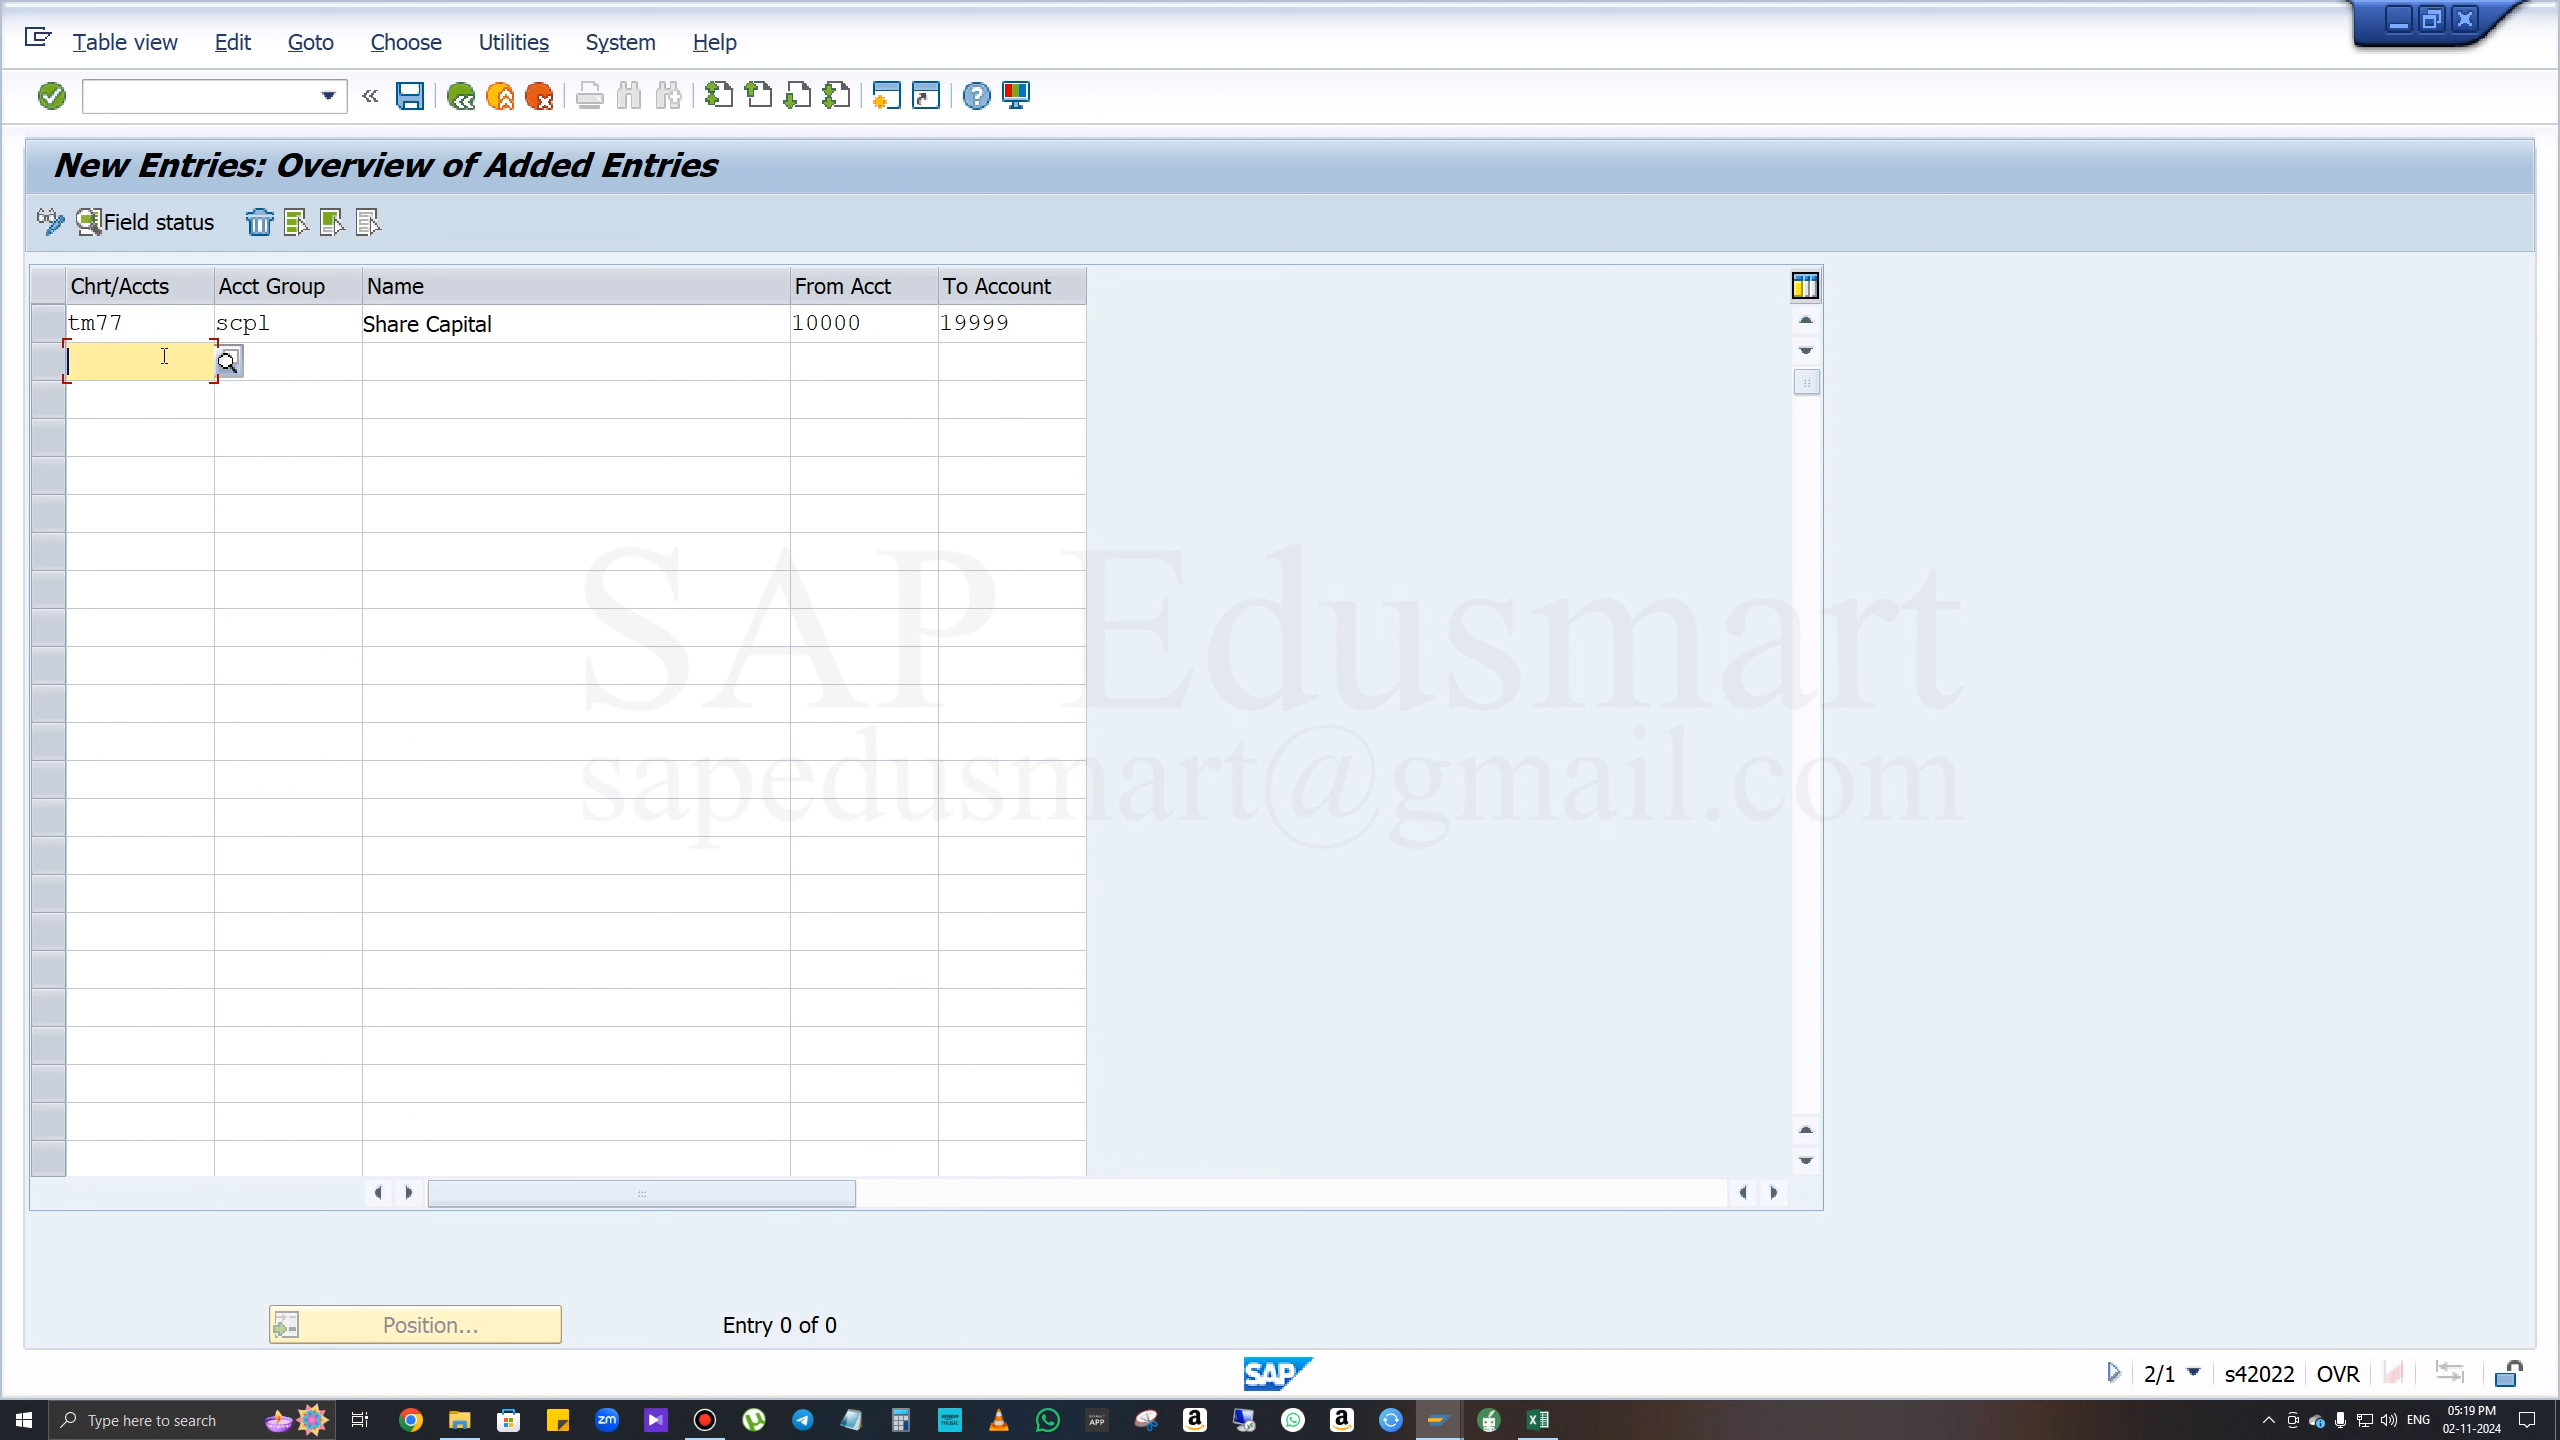 Table view Edit Goto Choose Utilities System Help
New Entries: Overview of Added Entries
Field status
Chrt/Accts Acct Group Name From Acct To Account
tm77 scpl Share Capital 10000 19999
SAP Edusmart
sapedusmart@gmail.com
Position... Entry 0 of 0
SAP
2/1 s42022 OVR
Type here to search
zm
APP
ENG
05:19 PM
02-11-2024